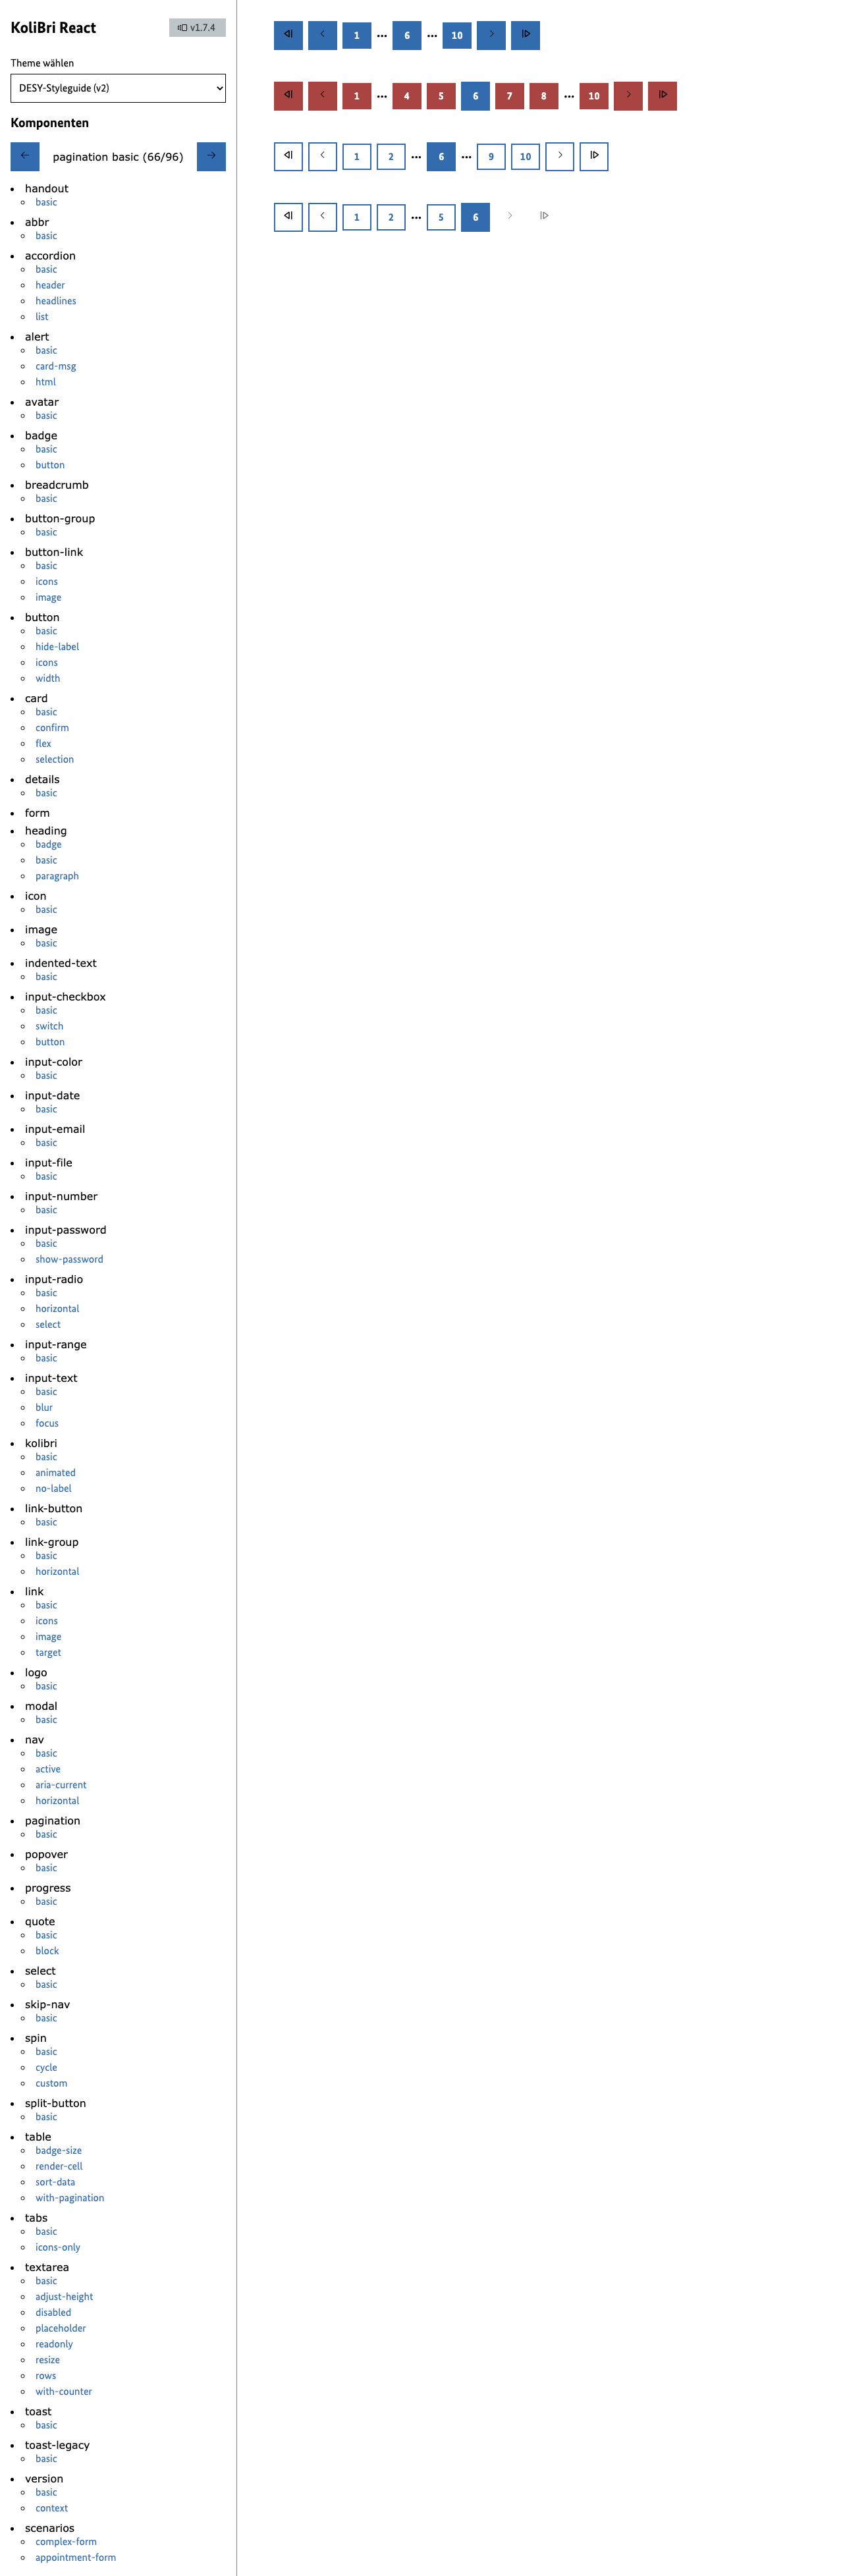 KoliBri React
v1.7.4
Theme wählen
DESY-Styleguide (v2)
Komponenten
pagination basic (66/96)
handout
basic
abbr
basic
accordion
basic
header
headlines
list
alert
basic
card-msg
html
avatar
basic
badge
basic
button
breadcrumb
basic
button-group
basic
button-link
basic
icons
image
button
basic
hide-label
icons
width
card
basic
confirm
flex
selection
details
basic
form
heading
badge
basic
paragraph
icon
basic
image
basic
indented-text
basic
input-checkbox
basic
switch
button
input-color
basic
input-date
basic
input-email
basic
input-file
basic
input-number
basic
input-password
basic
show-password
input-radio
basic
horizontal
select
input-range
basic
input-text
basic
blur
focus
kolibri
basic
animated
no-label
link-button
basic
link-group
basic
horizontal
link
basic
icons
image
target
logo
basic
modal
basic
nav
basic
active
aria-current
horizontal
pagination
basic
popover
basic
progress
basic
quote
basic
block
select
basic
skip-nav
basic
spin
basic
cycle
custom
split-button
basic
table
badge-size
render-cell
sort-data
with-pagination
tabs
basic
icons-only
textarea
basic
adjust-height
disabled
placeholder
readonly
resize
rows
with-counter
toast
basic
toast-legacy
basic
version
basic
context
scenarios
complex-form
appointment-form
1 ••• 6 ••• 10
1 ••• 4 5 6 7 8 ••• 10
1 2 ••• 6 ••• 9 10
1 2 ••• 5 6